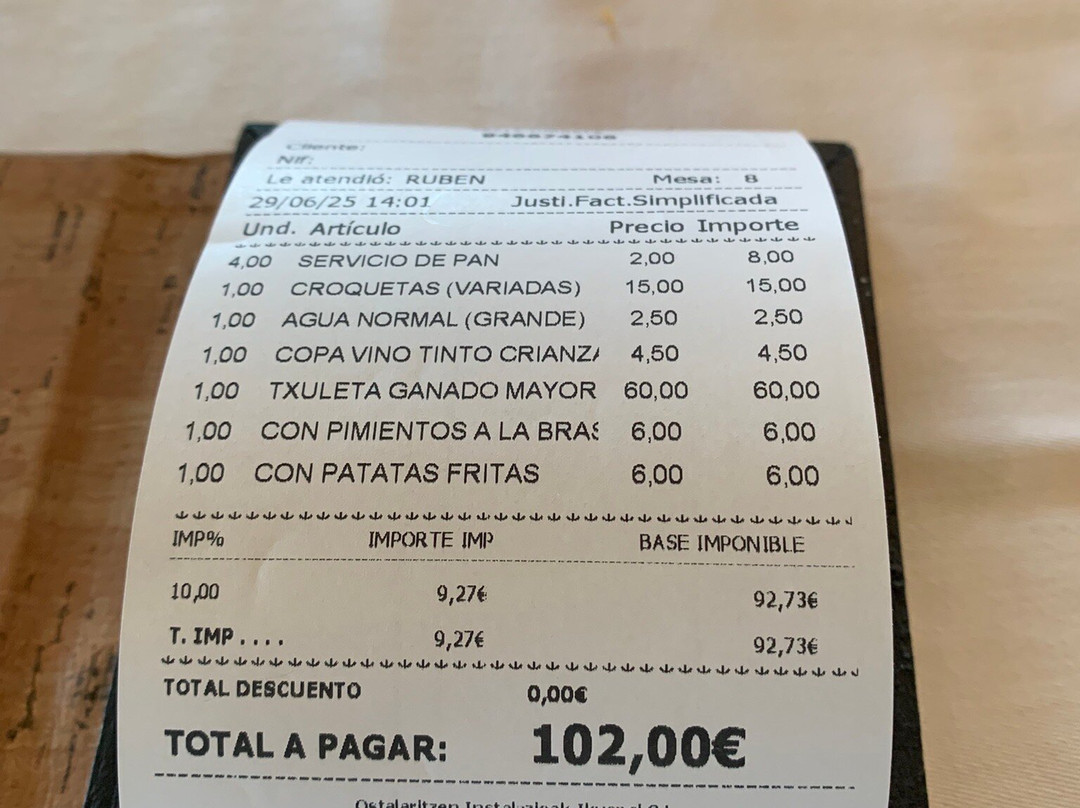 Cliente:
Nif:
Le atendió: RUBEN Mesa: 8
29/06/25 14:01 Justi.Fact.Simplificada
Und. Artículo Precio Importe
4,00 SERVICIO DE PAN 2,00 8,00
1,00 CROQUETAS (VARIADAS) 15,00 15,00
1,00 AGUA NORMAL (GRANDE) 2,50 2,50
1,00 COPA VINO TINTO CRIANZA 4,50 4,50
1,00 TXULETA GANADO MAYOR 60,00 60,00
1,00 CON PIMIENTOS A LA BRAS 6,00 6,00
1,00 CON PATATAS FRITAS 6,00 6,00
IMP% IMPORTE IMP BASE IMPONIBLE
10,00 9,27€ 92,73€
T. IMP.... 9,27€ 92,73€
TOTAL DESCUENTO 0,00€
TOTAL A PAGAR: 102,00€